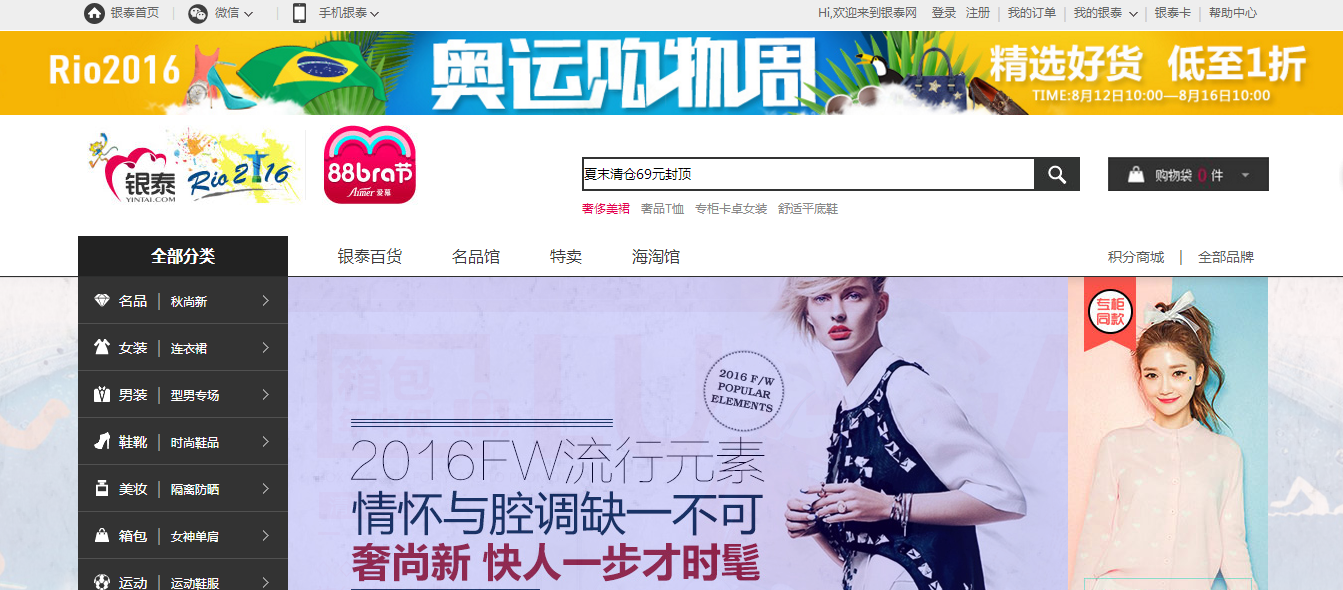 银泰首页 微信 手机银泰 Hi,欢迎来到银泰网 登录 注册 我的订单 我的银泰 银泰卡 帮助中心
Rio2016 奥运购物周 精选好货 低至1折
TIME:8月12日10:00—8月16日10:00
银泰
YINTAI.COM
Rio 2016
88bra节
Aimer 爱慕
夏末清仓69元封顶
购物袋 0 件
奢侈美裙 奢品T恤 专柜卡卓女装 舒适平底鞋
全部分类 银泰百货 名品馆 特卖 海淘馆 积分商城 全部品牌
名品 秋尚新
女装 连衣裙
男装 型男专场
鞋靴 时尚鞋品
美妆 隔离防晒
箱包 女神单肩
运动 运动鞋服
2016 F/W
POPULAR
ELEMENTS
2016FW流行元素
情怀与腔调缺一不可
奢尚新 快人一步才时髦
专柜
同款